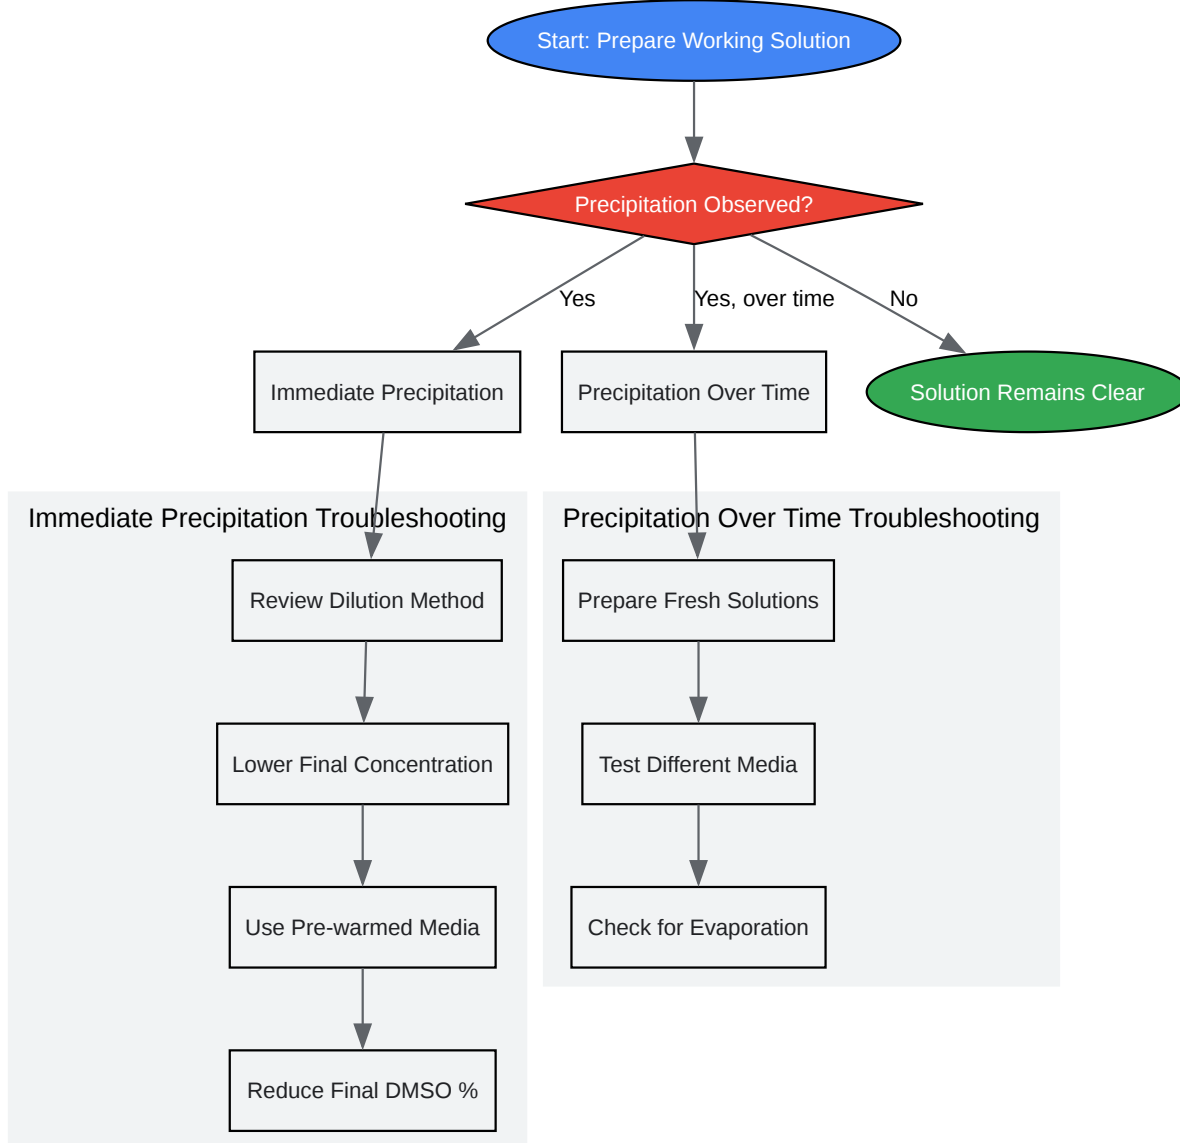 Start: Prepare Working Solution
Precipitation Observed?
Yes
Yes, over time
No
Immediate Precipitation
Precipitation Over Time
Solution Remains Clear
Immediate Precipitation Troubleshooting
Precipitation Over Time Troubleshooting
Review Dilution Method
Prepare Fresh Solutions
Lower Final Concentration
Test Different Media
Use Pre-warmed Media
Check for Evaporation
Reduce Final DMSO %